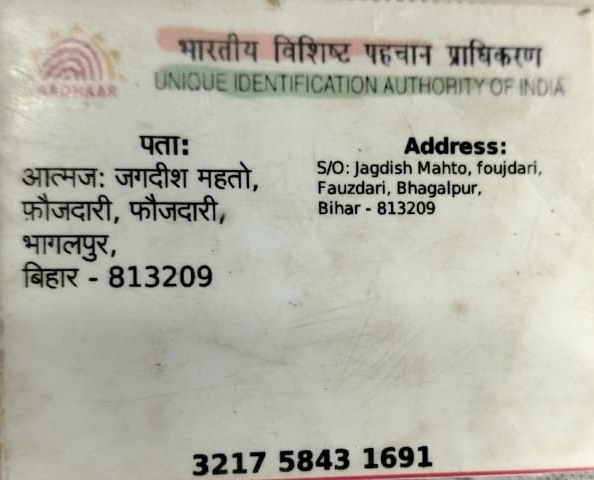 AADHAAR
भारतीय विशिष्ट पहचान प्राधिकरण
UNIQUE IDENTIFICATION AUTHORITY OF INDIA
पता:
आत्मज: जगदीश महतो,
फ़ौजदारी, फौजदारी,
भागलपुर,
बिहार - 813209
Address:
S/O: Jagdish Mahto, foujdari,
Fauzdari, Bhagalpur,
Bihar - 813209
3217 5843 1691